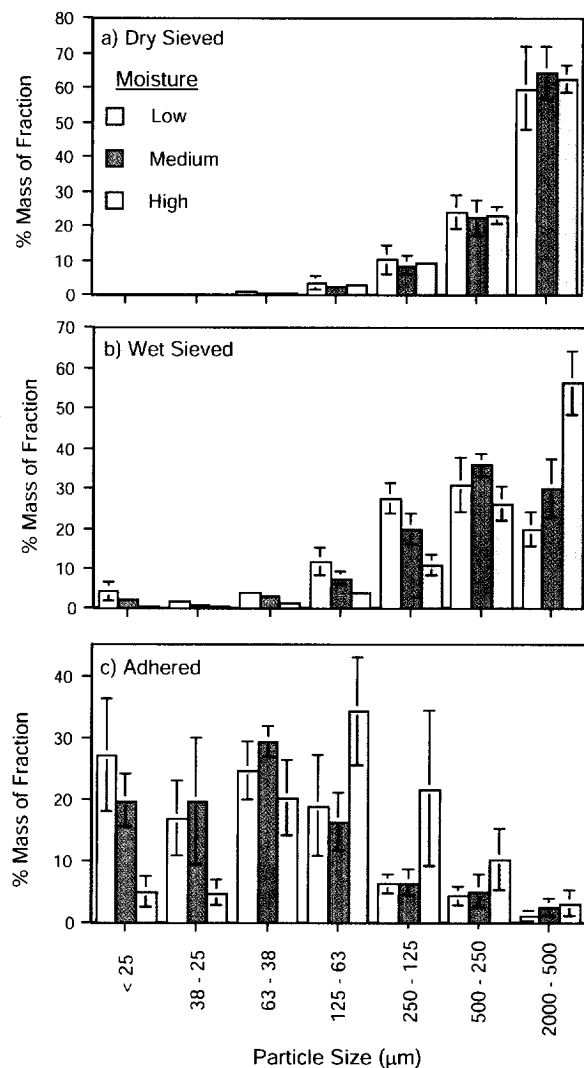 a) Dry Sieved
Moisture
Low
Medium
High
% Mass of Fraction
80
70
60
50
40
30
20
10
0
b) Wet Sieved
% Mass of Fraction
70
60
50
40
30
20
10
0
c) Adhered
% Mass of Fraction
40
30
20
10
0
< 25
38 - 25
63 - 38
125 - 63
250 - 125
500 - 250
2000 - 500
Particle Size (μm)